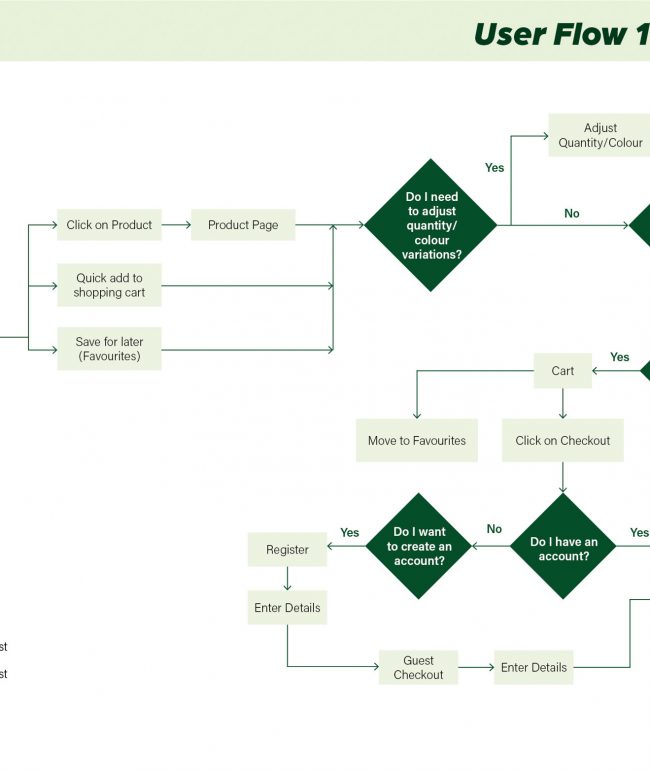 User Flow 1
Adjust
Quantity/Colour
Yes
Do I need
to adjust
quantity/
colour
variations?
No
Click on Product
Product Page
Quick add to
shopping cart
Save for later
(Favourites)
Yes
Cart
Move to Favourites
Click on Checkout
Yes
Do I want
to create an
account?
No
Do I have an
account?
Yes
Register
Enter Details
Guest
Checkout
Enter Details
st
st